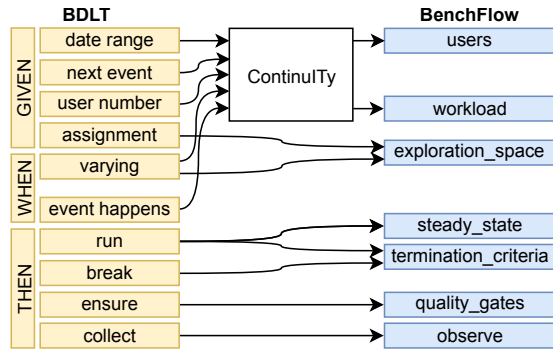 BDLT
BenchFlow
GIVEN
date range
next event
user number
assignment
WHEN
varying
event happens
THEN
run
break
ensure
collect
ContinuITy
users
workload
exploration_space
steady_state
termination_criteria
quality_gates
observe